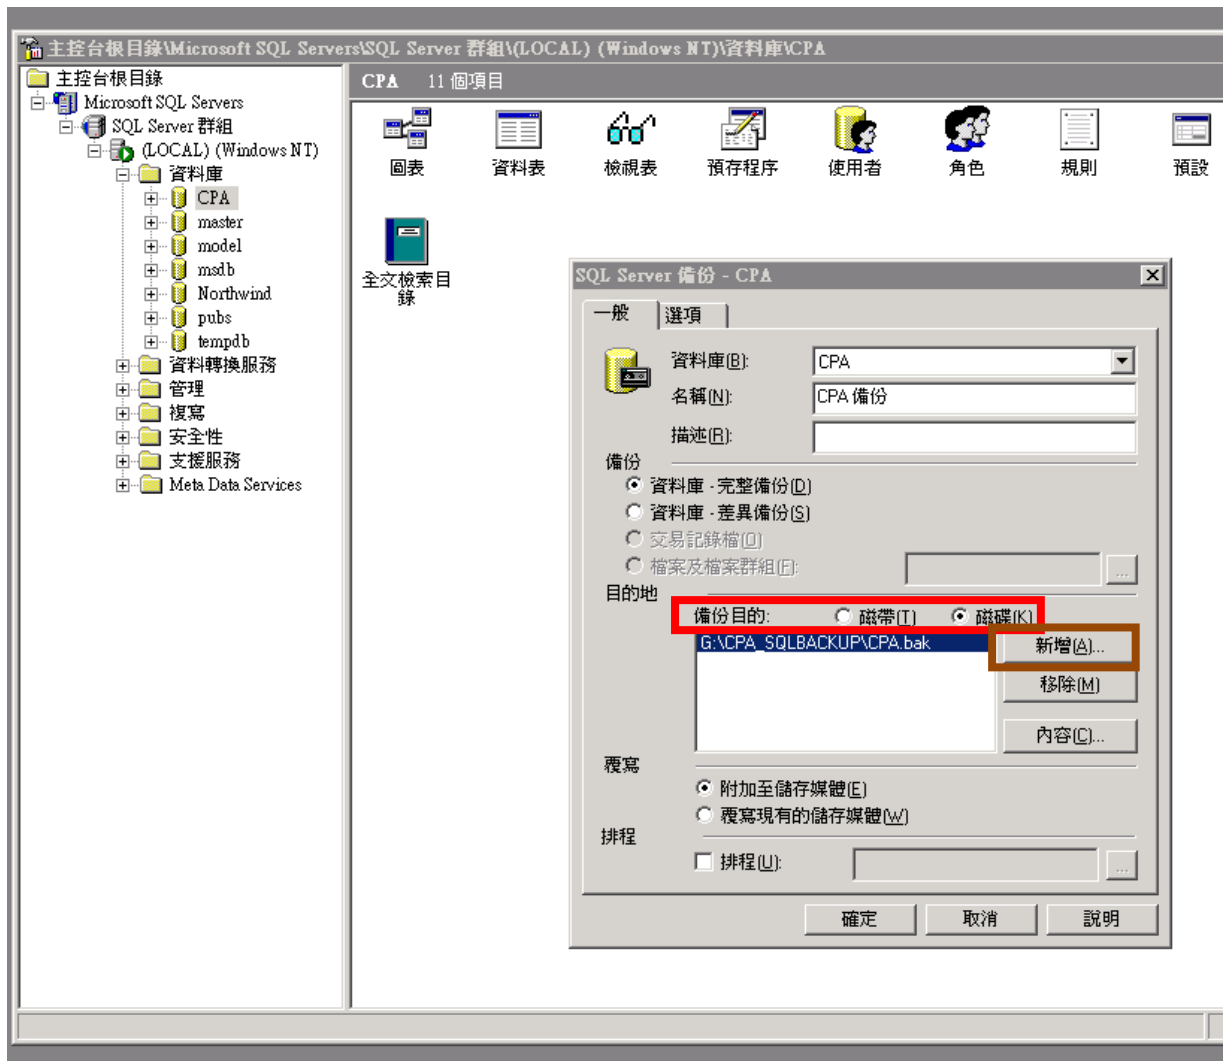 主控台根目錄\Microsoft SQL Servers\SQL Server 群組\(LOCAL) (Windows NT)\資料庫\CPA
主控台根目錄
Microsoft SQL Servers
SQL Server 群組
(LOCAL) (Windows NT)
資料庫
CPA
master
model
msdb
Northwind
pubs
tempdb
資料轉換服務
管理
複寫
安全性
支援服務
Meta Data Services
CPA 11 個項目
圖表 資料表 檢視表 預存程序 使用者 角色 規則 預設
全文檢索目
錄
SQL Server 備份 - CPA
一般 選項
資料庫(B): CPA
名稱(N): CPA 備份
描述(R):
備份
資料庫 - 完整備份(D)
資料庫 - 差異備份(S)
交易記錄檔(O)
檔案及檔案群組(F): ...
目的地
備份目的: 磁帶(T) 磁碟(K)
G:\CPA_SQLBACKUP\CPA.bak
新增(A)...
移除(M)
內容(C)...
覆寫
附加至儲存媒體(E)
覆寫現有的儲存媒體(W)
排程
排程(U): ...
確定 取消 說明